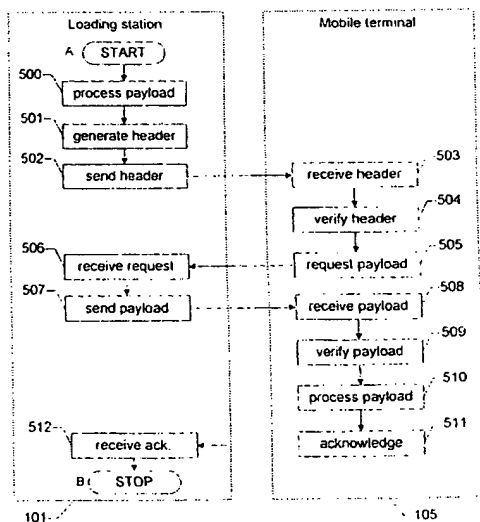 Loading station Mobile terminal
A START
500
process payload
501
generate header
502
send header
receive header 503
504
verify header
506 505
receive request request payload
507 508
send payload receive payload
509
verify payload
510
process payload
512 511
receive ack. acknowledge
B STOP
101 105